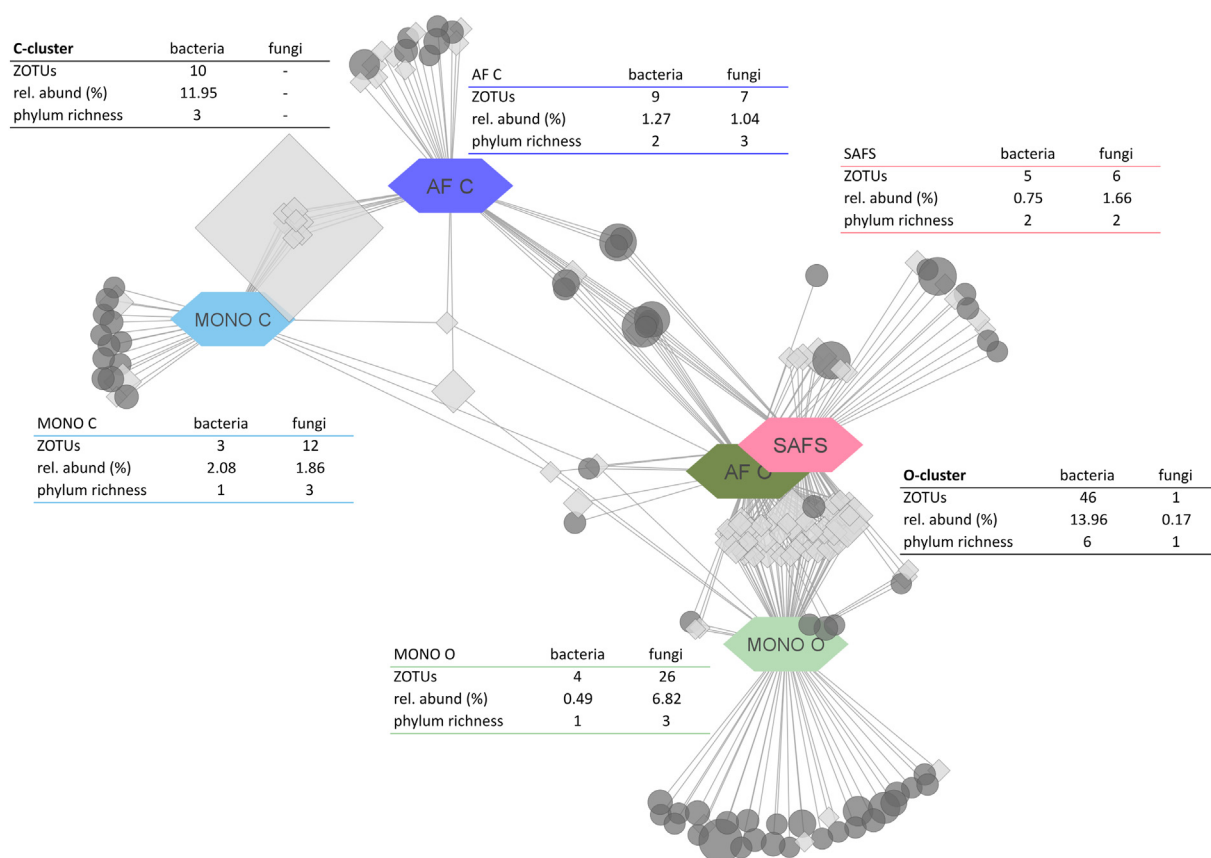 C-cluster bacteria fungi
ZOTUs 10 -
rel. abund (%) 11.95 -
phylum richness 3 -
AF C bacteria fungi
ZOTUs 9 7
rel. abund (%) 1.27 1.04
phylum richness 2 3
SAFS bacteria fungi
ZOTUs 5 6
rel. abund (%) 0.75 1.66
phylum richness 2 2
AF C
MONO C
MONO C bacteria fungi
ZOTUs 3 12
rel. abund (%) 2.08 1.86
phylum richness 1 3
SAFS
AF O
O-cluster bacteria fungi
ZOTUs 46 1
rel. abund (%) 13.96 0.17
phylum richness 6 1
MONO O
MONO O bacteria fungi
ZOTUs 4 26
rel. abund (%) 0.49 6.82
phylum richness 1 3